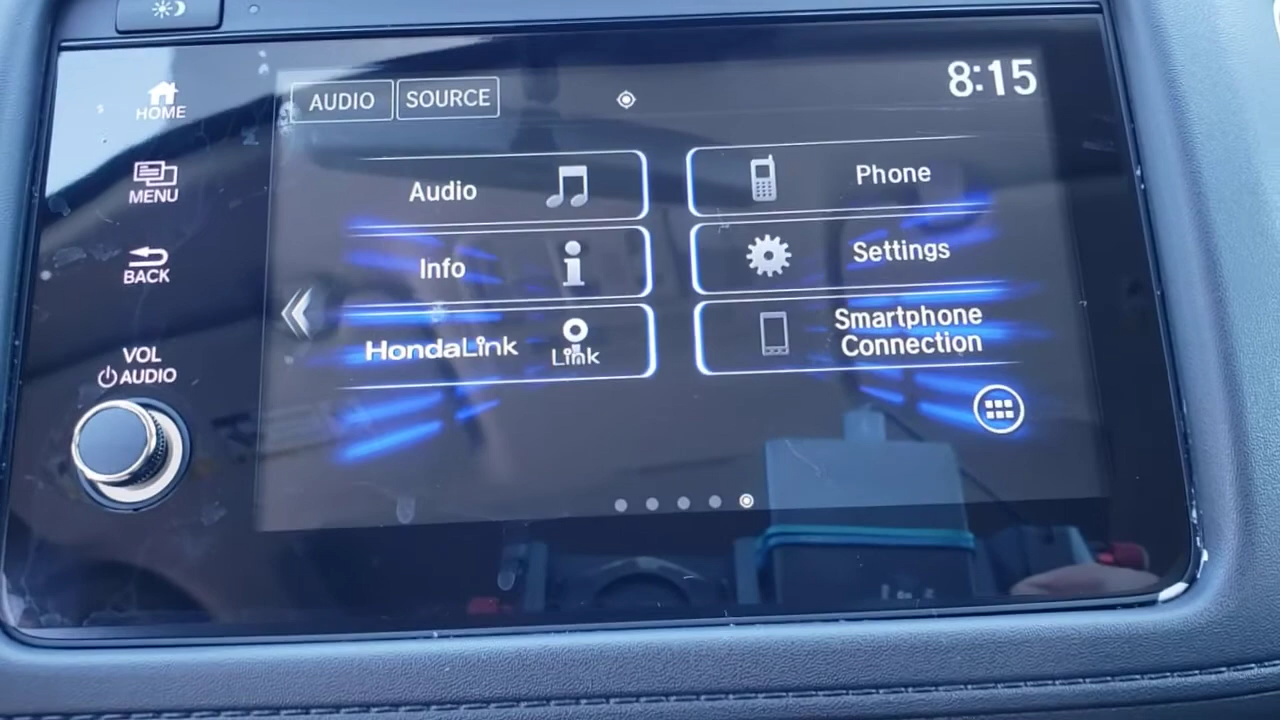 HOME
MENU
BACK
VOL
AUDIO
AUDIO SOURCE
8:15
Audio
Phone
Info
Settings
HondaLink
Link
Smartphone
Connection